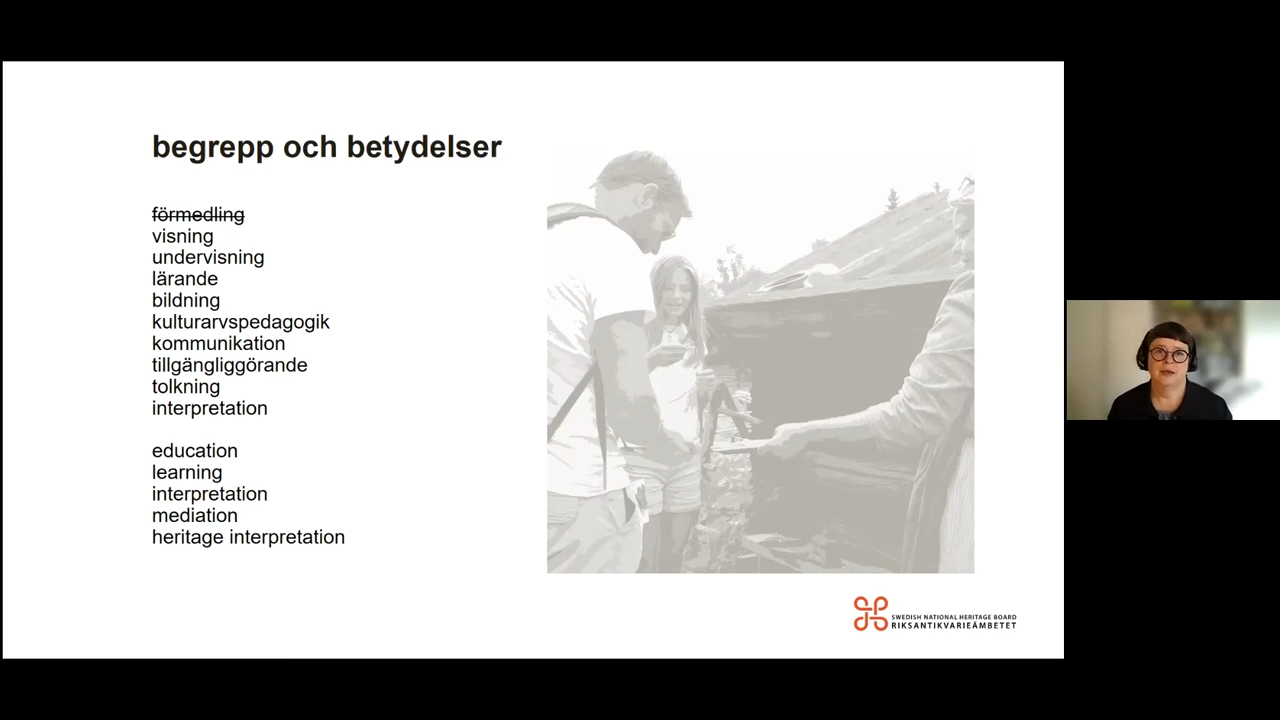 begrepp och betydelser
förmedling
visning
undervisning
lärande
bildning
kulturarvspedagogik
kommunikation
tillgängliggörande
tolkning
interpretation
education
learning
interpretation
mediation
heritage interpretation
SWEDISH NATIONAL HERITAGE BOARD
RIKSANTIKVARIEÄMBETET